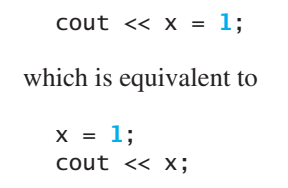 cout << x = 1;
which is equivalent to
x = 1;
cout << x;